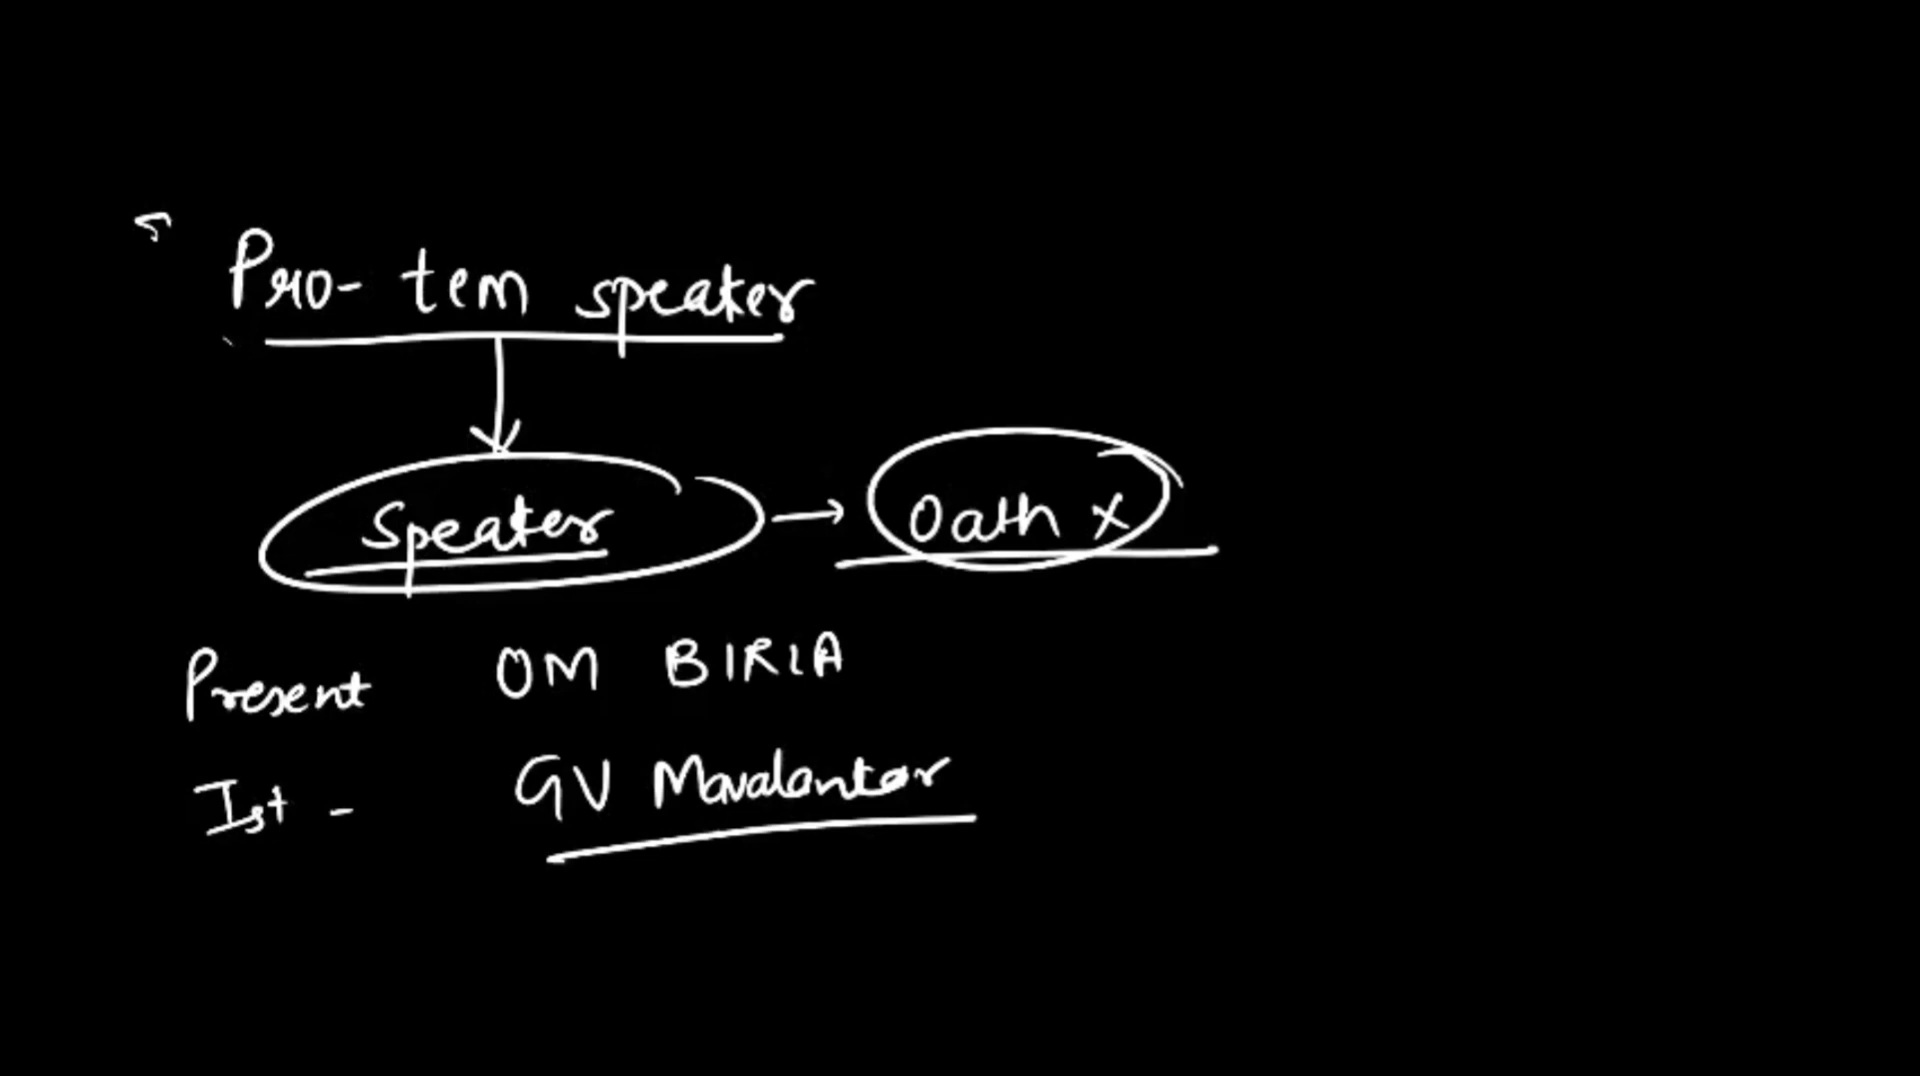 Pro-tem speaker
Speaker → Oath x
Present OM BIRLA
Ist - GV Mavalankar